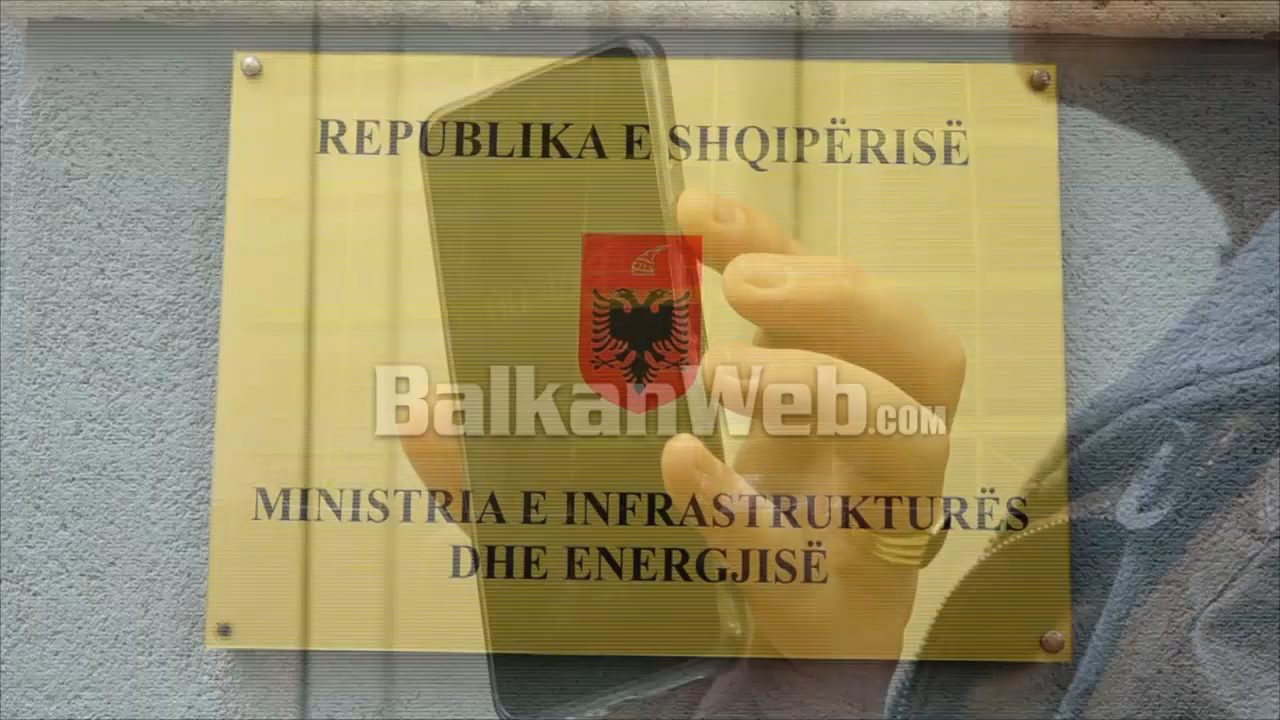 REPUBLIKA E SHQIPËRISË
BalkanWeb.com
MINISTRIA E INFRASTRUKTURËS
DHE ENERGJISË